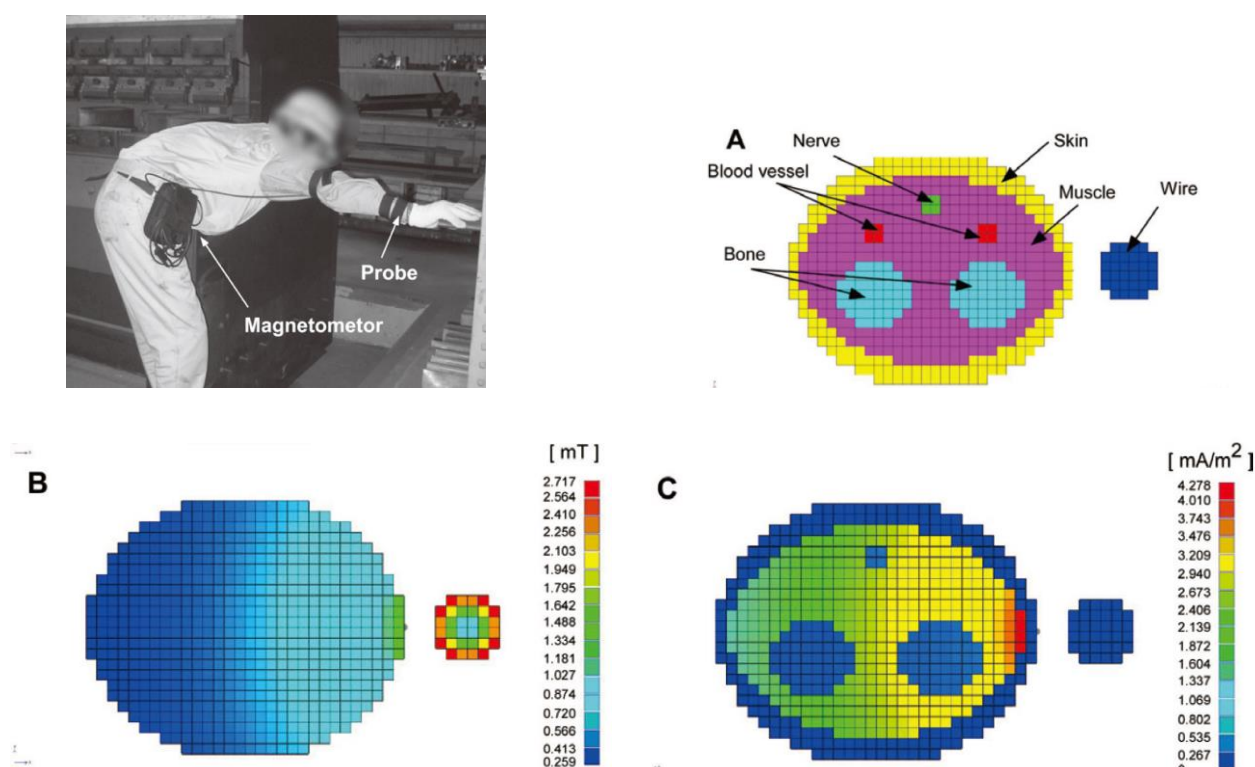 Probe
Magnetometor
A
Nerve
Skin
Blood vessel
Muscle
Wire
Bone
B
[ mT ]
2.717
2.564
2.410
2.256
2.103
1.949
1.795
1.642
1.488
1.334
1.181
1.027
0.874
0.720
0.566
0.413
0.259
C
[ mA/m² ]
4.278
4.010
3.743
3.476
3.209
2.940
2.673
2.406
2.139
1.872
1.604
1.337
1.069
0.802
0.535
0.267